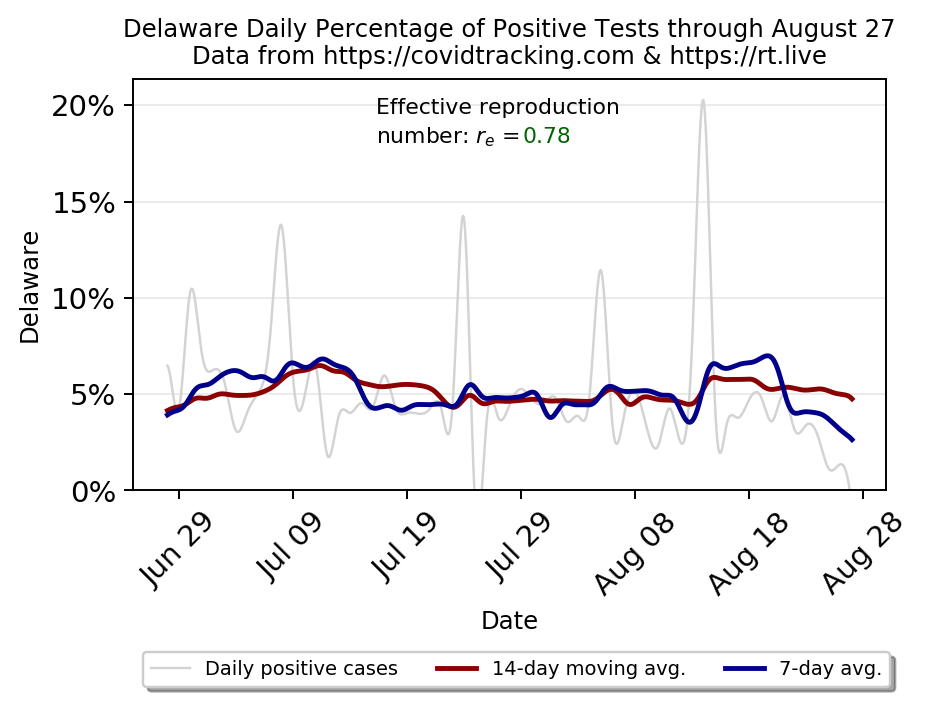 Delaware Daily Percentage of Positive Tests through August 27
Data from https://covidtracking.com & https://rt.live
Effective reproduction
number: rₑ = 0.78
20%
15%
10%
5%
0%
Delaware
Jun 29
Jul 09
Jul 19
Jul 29
Aug 08
Aug 18
Aug 28
Date
Daily positive cases
14-day moving avg.
7-day avg.